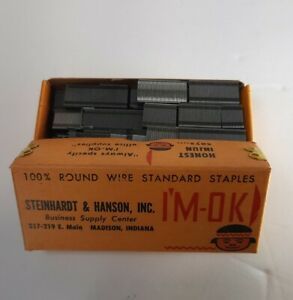 HONEST
INJUN
says...
"Always specify
I'M-OK
office supplies"
100% ROUND WIRE STANDARD STAPLES
STEINHARDT & HANSON, INC.
Business Supply Center
217-219 E. Main MADISON, INDIANA
I'M-OK!